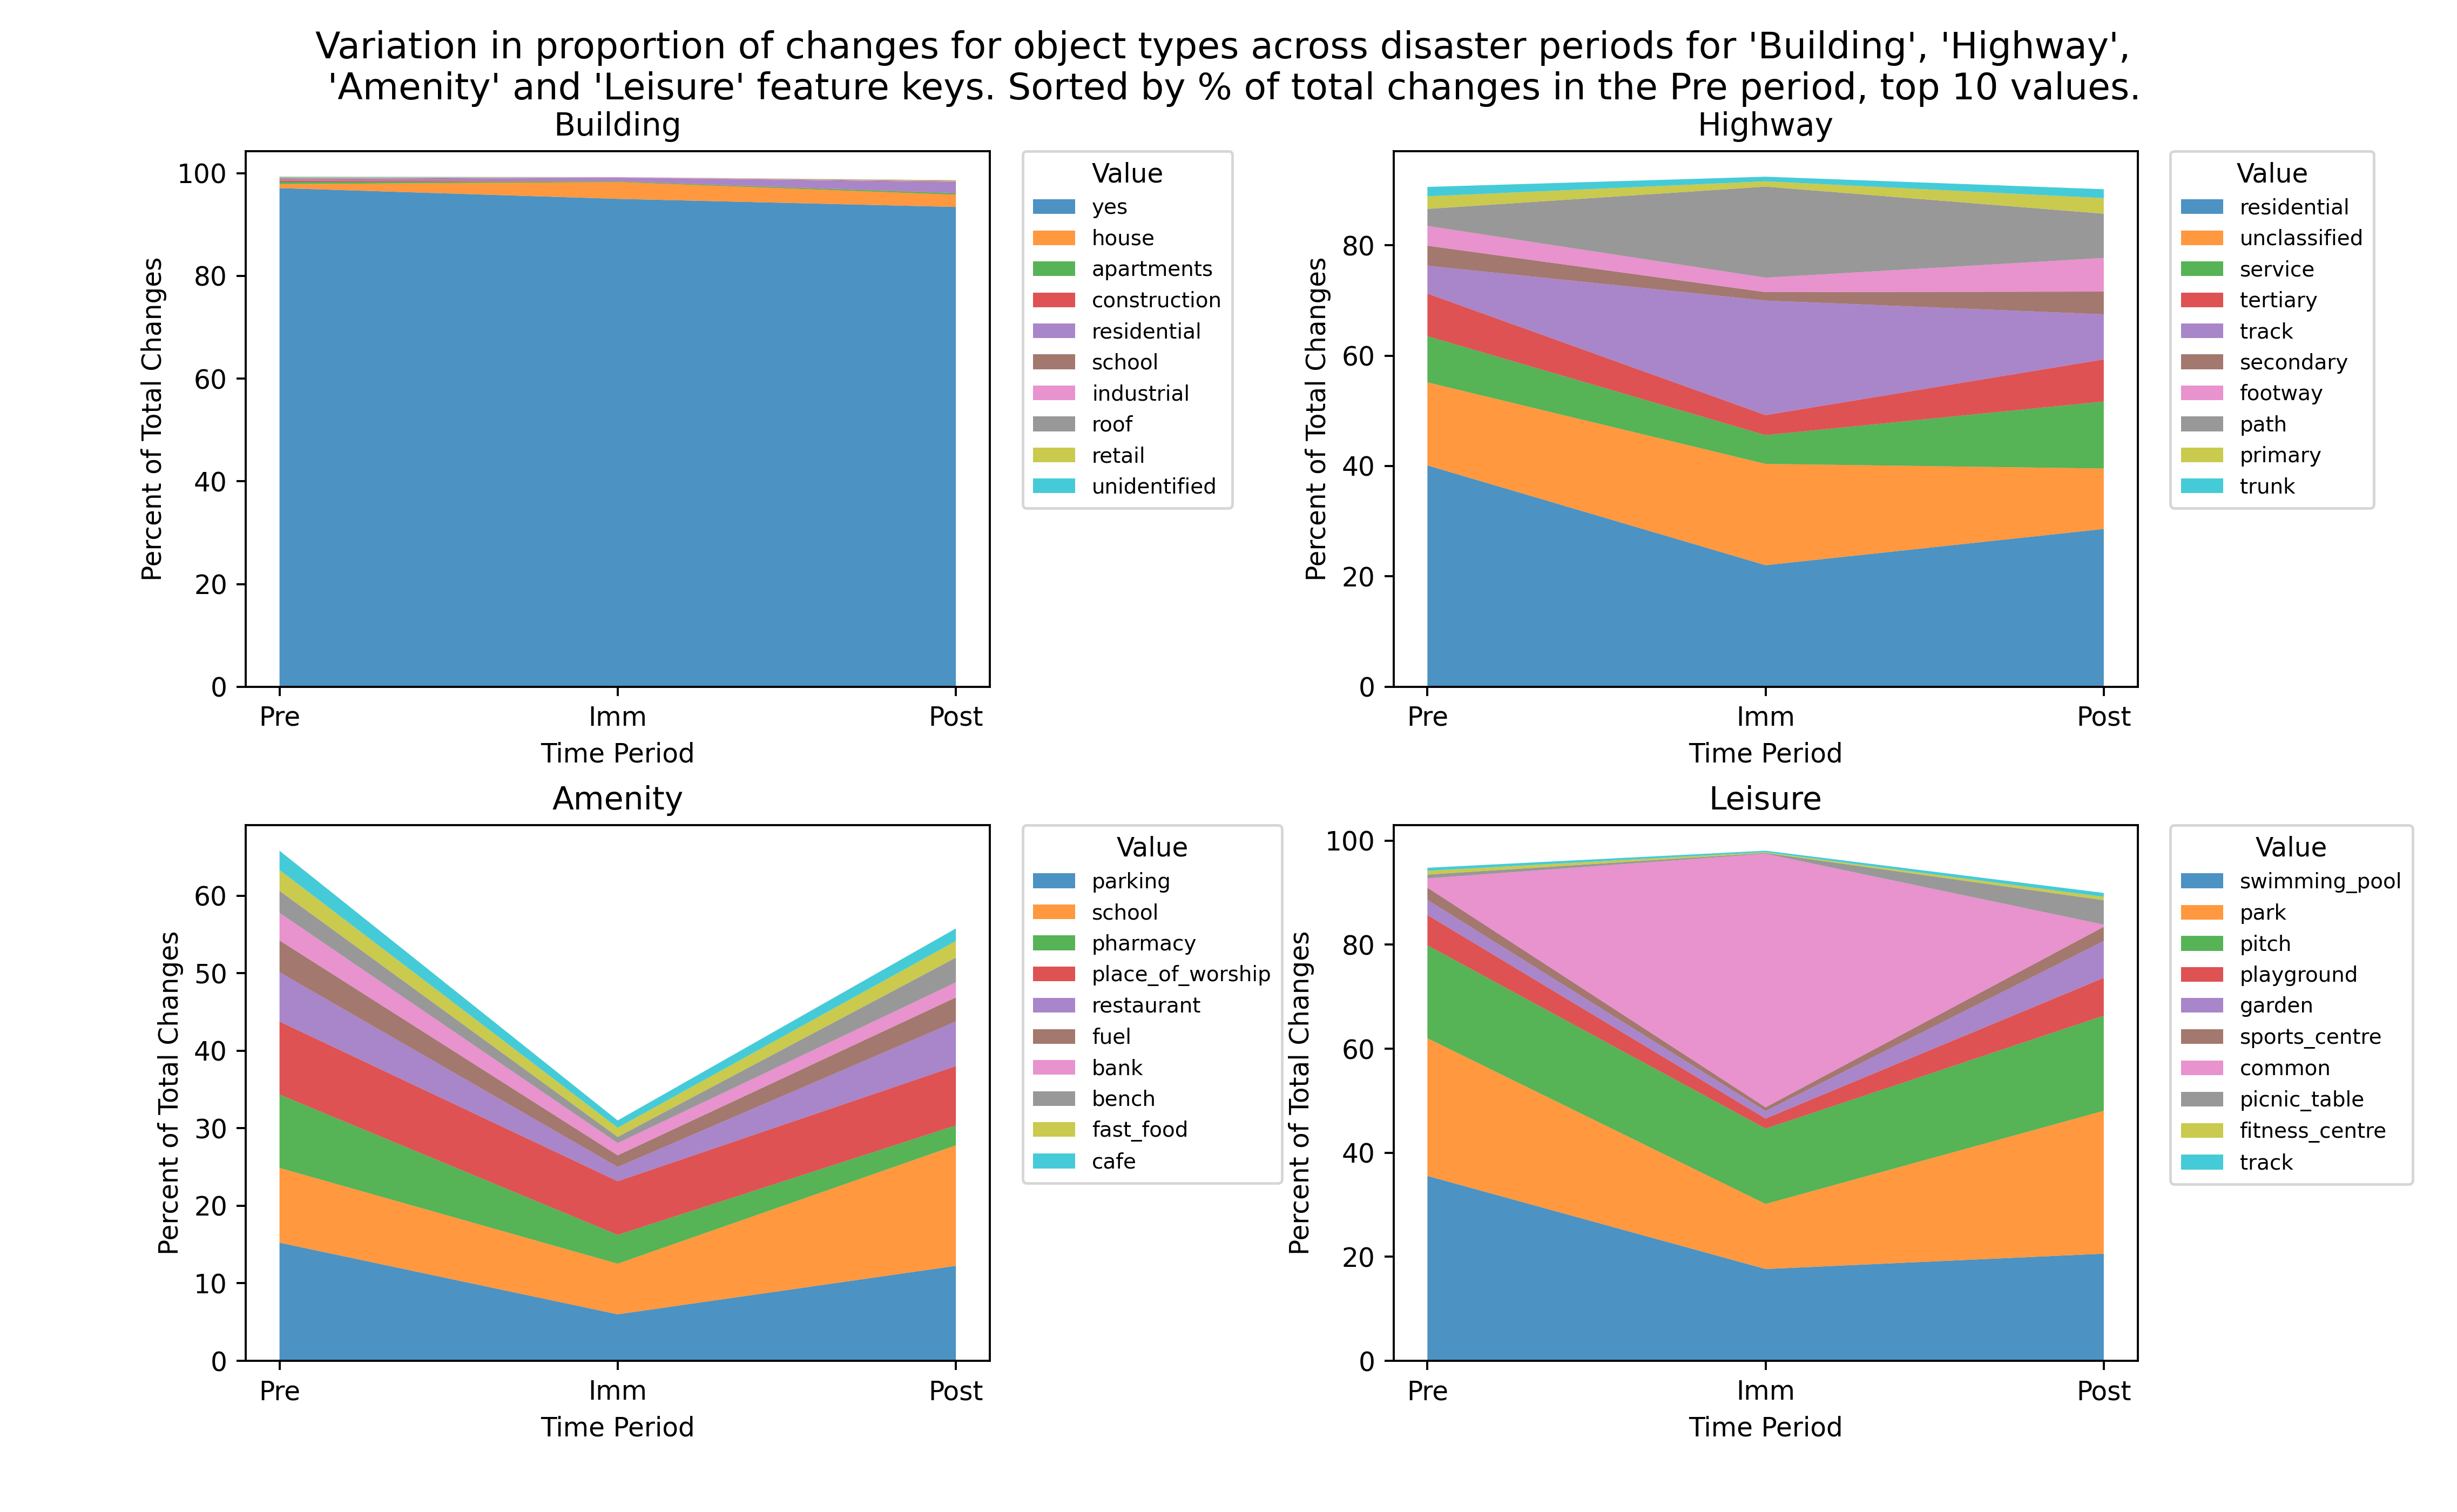 Variation in proportion of changes for object types across disaster periods for 'Building', 'Highway',
'Amenity' and 'Leisure' feature keys. Sorted by % of total changes in the Pre period, top 10 values.
Building
Percent of Total Changes
100
80
60
40
20
0
Pre
Imm
Post
Time Period
Value
yes
house
apartments
construction
residential
school
industrial
roof
retail
unidentified
Highway
Percent of Total Changes
80
60
40
20
0
Pre
Imm
Post
Time Period
Value
residential
unclassified
service
tertiary
track
secondary
footway
path
primary
trunk
Amenity
Percent of Total Changes
60
50
40
30
20
10
0
Pre
Imm
Post
Time Period
Value
parking
school
pharmacy
place_of_worship
restaurant
fuel
bank
bench
fast_food
cafe
Leisure
Percent of Total Changes
100
80
60
40
20
0
Pre
Imm
Post
Time Period
Value
swimming_pool
park
pitch
playground
garden
sports_centre
common
picnic_table
fitness_centre
track